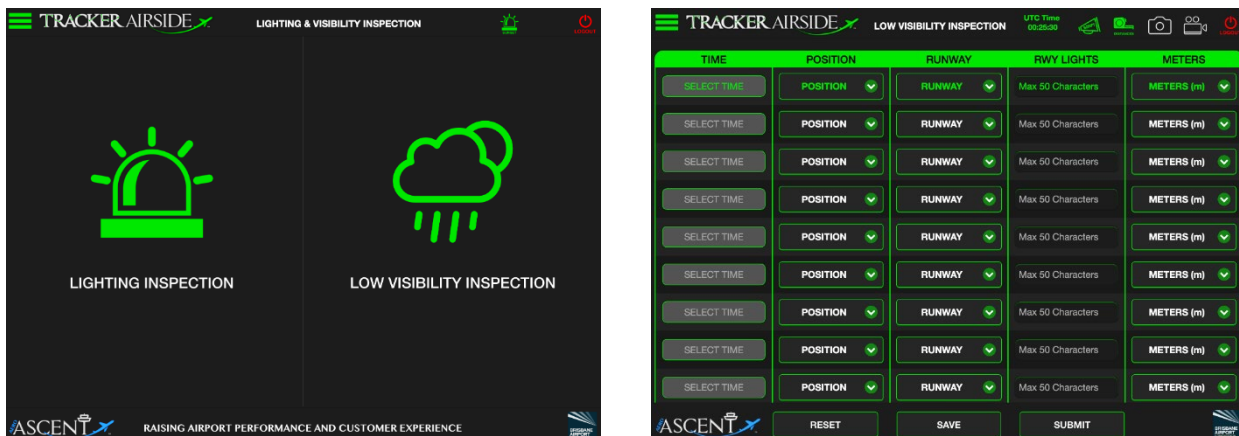 TRACKER AIRSIDE LIGHTING & VISIBILITY INSPECTION LOGOUT
LIGHTING INSPECTION LOW VISIBILITY INSPECTION
ASCENT RAISING AIRPORT PERFORMANCE AND CUSTOMER EXPERIENCE BRISBANE AIRPORT
TRACKER AIRSIDE LOW VISIBILITY INSPECTION UTC Time
00:25:30
TIME POSITION RUNWAY RWY LIGHTS METERS
SELECT TIME POSITION RUNWAY Max 50 Characters METERS (m)
SELECT TIME POSITION RUNWAY Max 50 Characters METERS (m)
SELECT TIME POSITION RUNWAY Max 50 Characters METERS (m)
SELECT TIME POSITION RUNWAY Max 50 Characters METERS (m)
SELECT TIME POSITION RUNWAY Max 50 Characters METERS (m)
SELECT TIME POSITION RUNWAY Max 50 Characters METERS (m)
SELECT TIME POSITION RUNWAY Max 50 Characters METERS (m)
SELECT TIME POSITION RUNWAY Max 50 Characters METERS (m)
SELECT TIME POSITION RUNWAY Max 50 Characters METERS (m)
ASCENT RESET SAVE SUBMIT BRISBANE AIRPORT